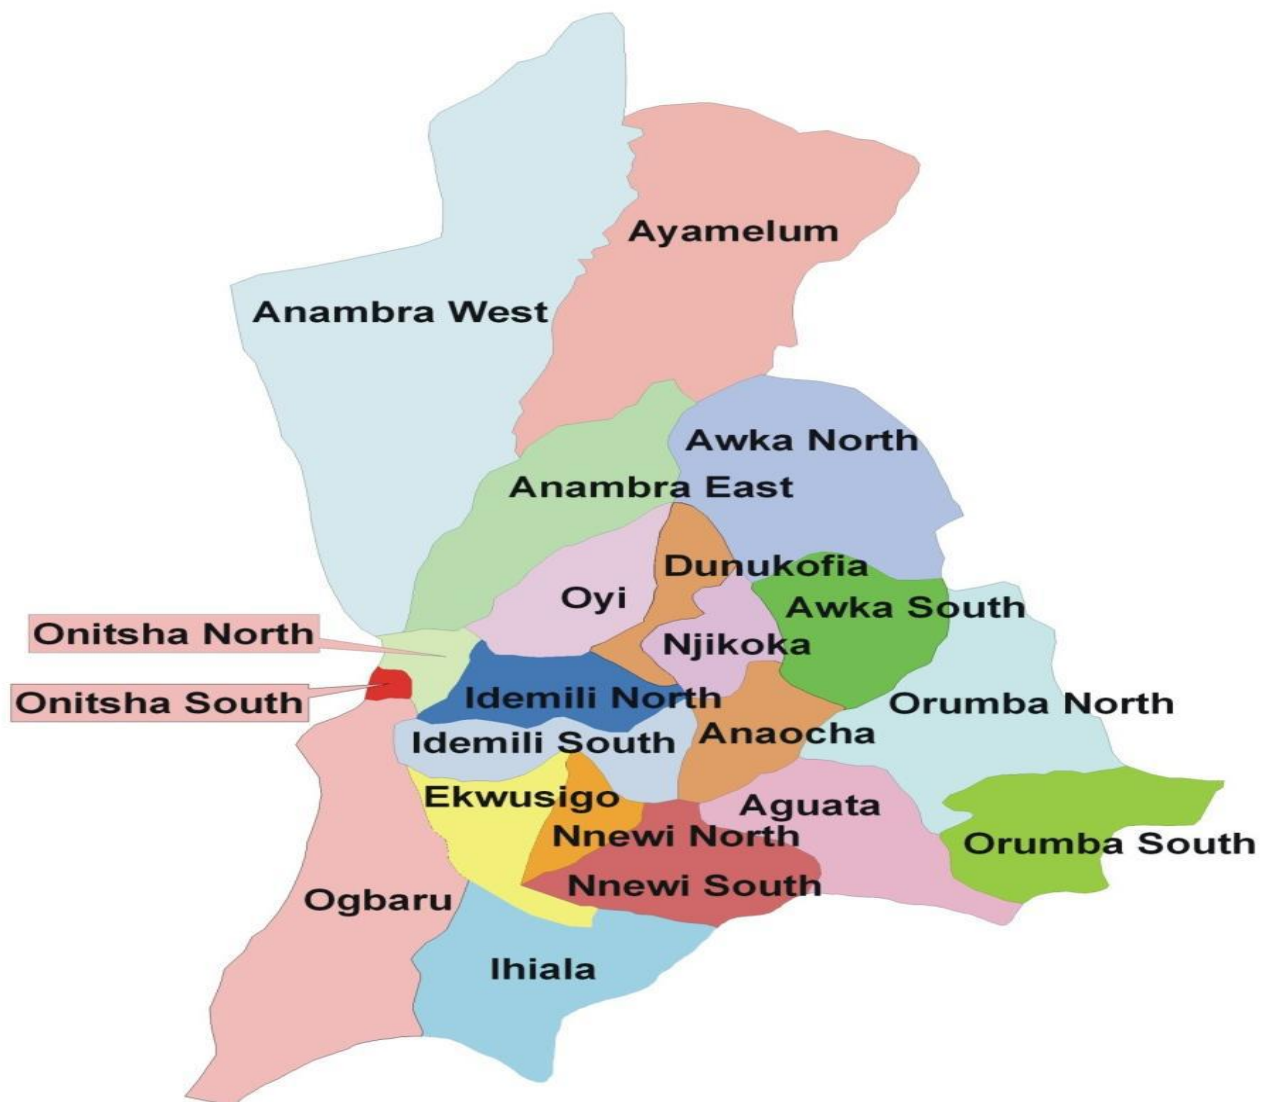 Ayamelum
Anambra West
Awka North
Anambra East
Dunukofia
Oyi
Awka South
Onitsha North
Njikoka
Onitsha South
Idemili North
Orumba North
Idemili South
Anaocha
Ekwusigo
Aguata
Nnewi North
Orumba South
Nnewi South
Ogbaru
Ihiala